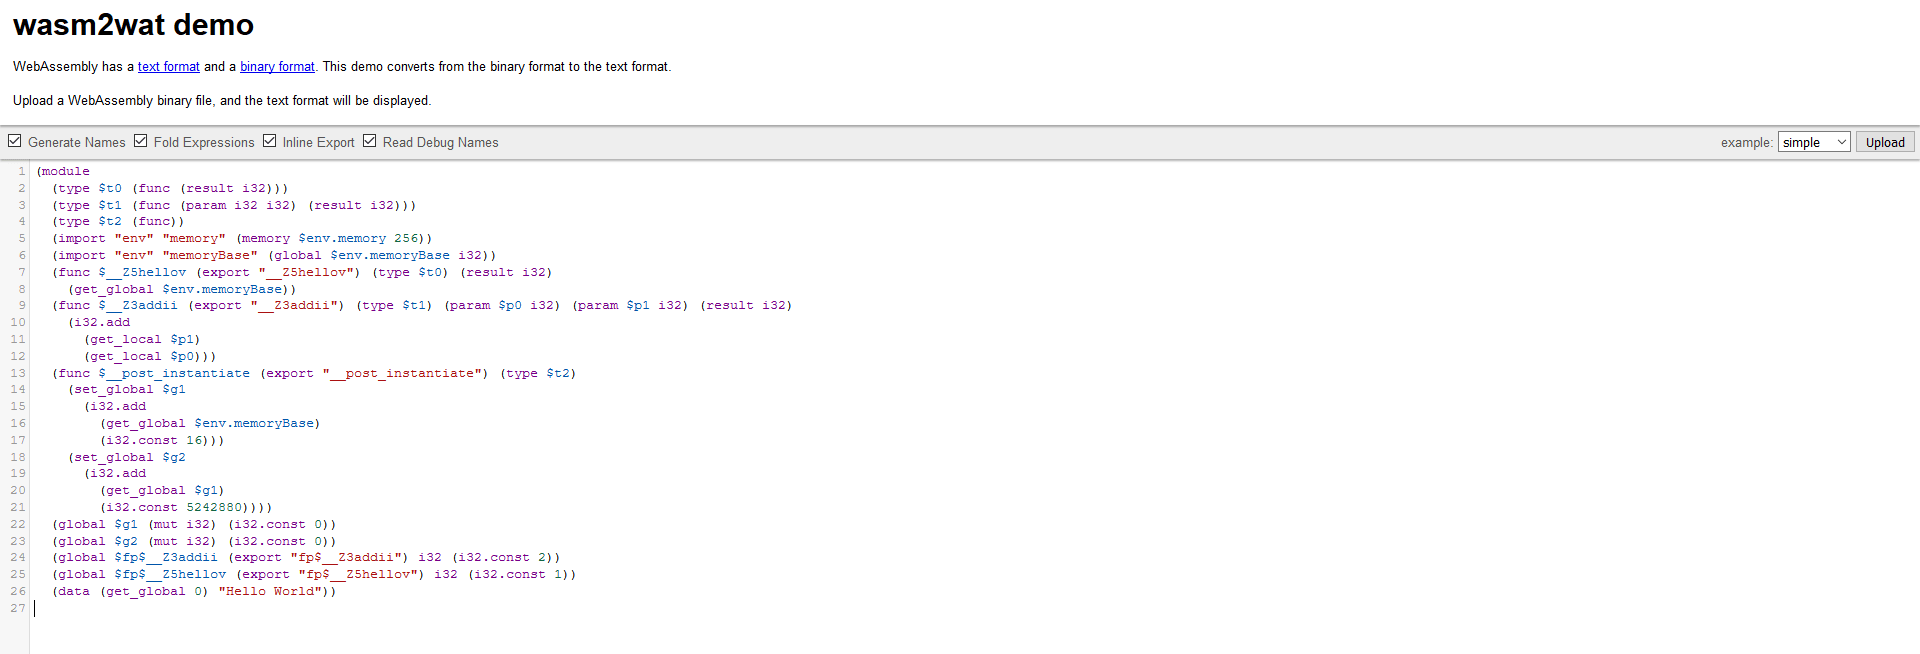 wasm2wat demo
WebAssembly has a text format and a binary format. This demo converts from the binary format to the text format.
Upload a WebAssembly binary file, and the text format will be displayed.
Generate Names Fold Expressions Inline Export Read Debug Names example: simple Upload
1 (module
2   (type $t0 (func (result i32)))
3   (type $t1 (func (param i32 i32) (result i32)))
4   (type $t2 (func))
5   (import "env" "memory" (memory $env.memory 256))
6   (import "env" "memoryBase" (global $env.memoryBase i32))
7   (func $__Z5hellov (export "__Z5hellov") (type $t0) (result i32)
8     (get_global $env.memoryBase))
9   (func $__Z3addii (export "__Z3addii") (type $t1) (param $p0 i32) (param $p1 i32) (result i32)
10     (i32.add
11       (get_local $p1)
12       (get_local $p0)))
13   (func $__post_instantiate (export "__post_instantiate") (type $t2)
14     (set_global $g1
15       (i32.add
16         (get_global $env.memoryBase)
17         (i32.const 16)))
18     (set_global $g2
19       (i32.add
20         (get_global $g1)
21         (i32.const 5242880))))
22   (global $g1 (mut i32) (i32.const 0))
23   (global $g2 (mut i32) (i32.const 0))
24   (global $fp$__Z3addii (export "fp$__Z3addii") i32 (i32.const 2))
25   (global $fp$__Z5hellov (export "fp$__Z5hellov") i32 (i32.const 1))
26   (data (get_global 0) "Hello World"))
27